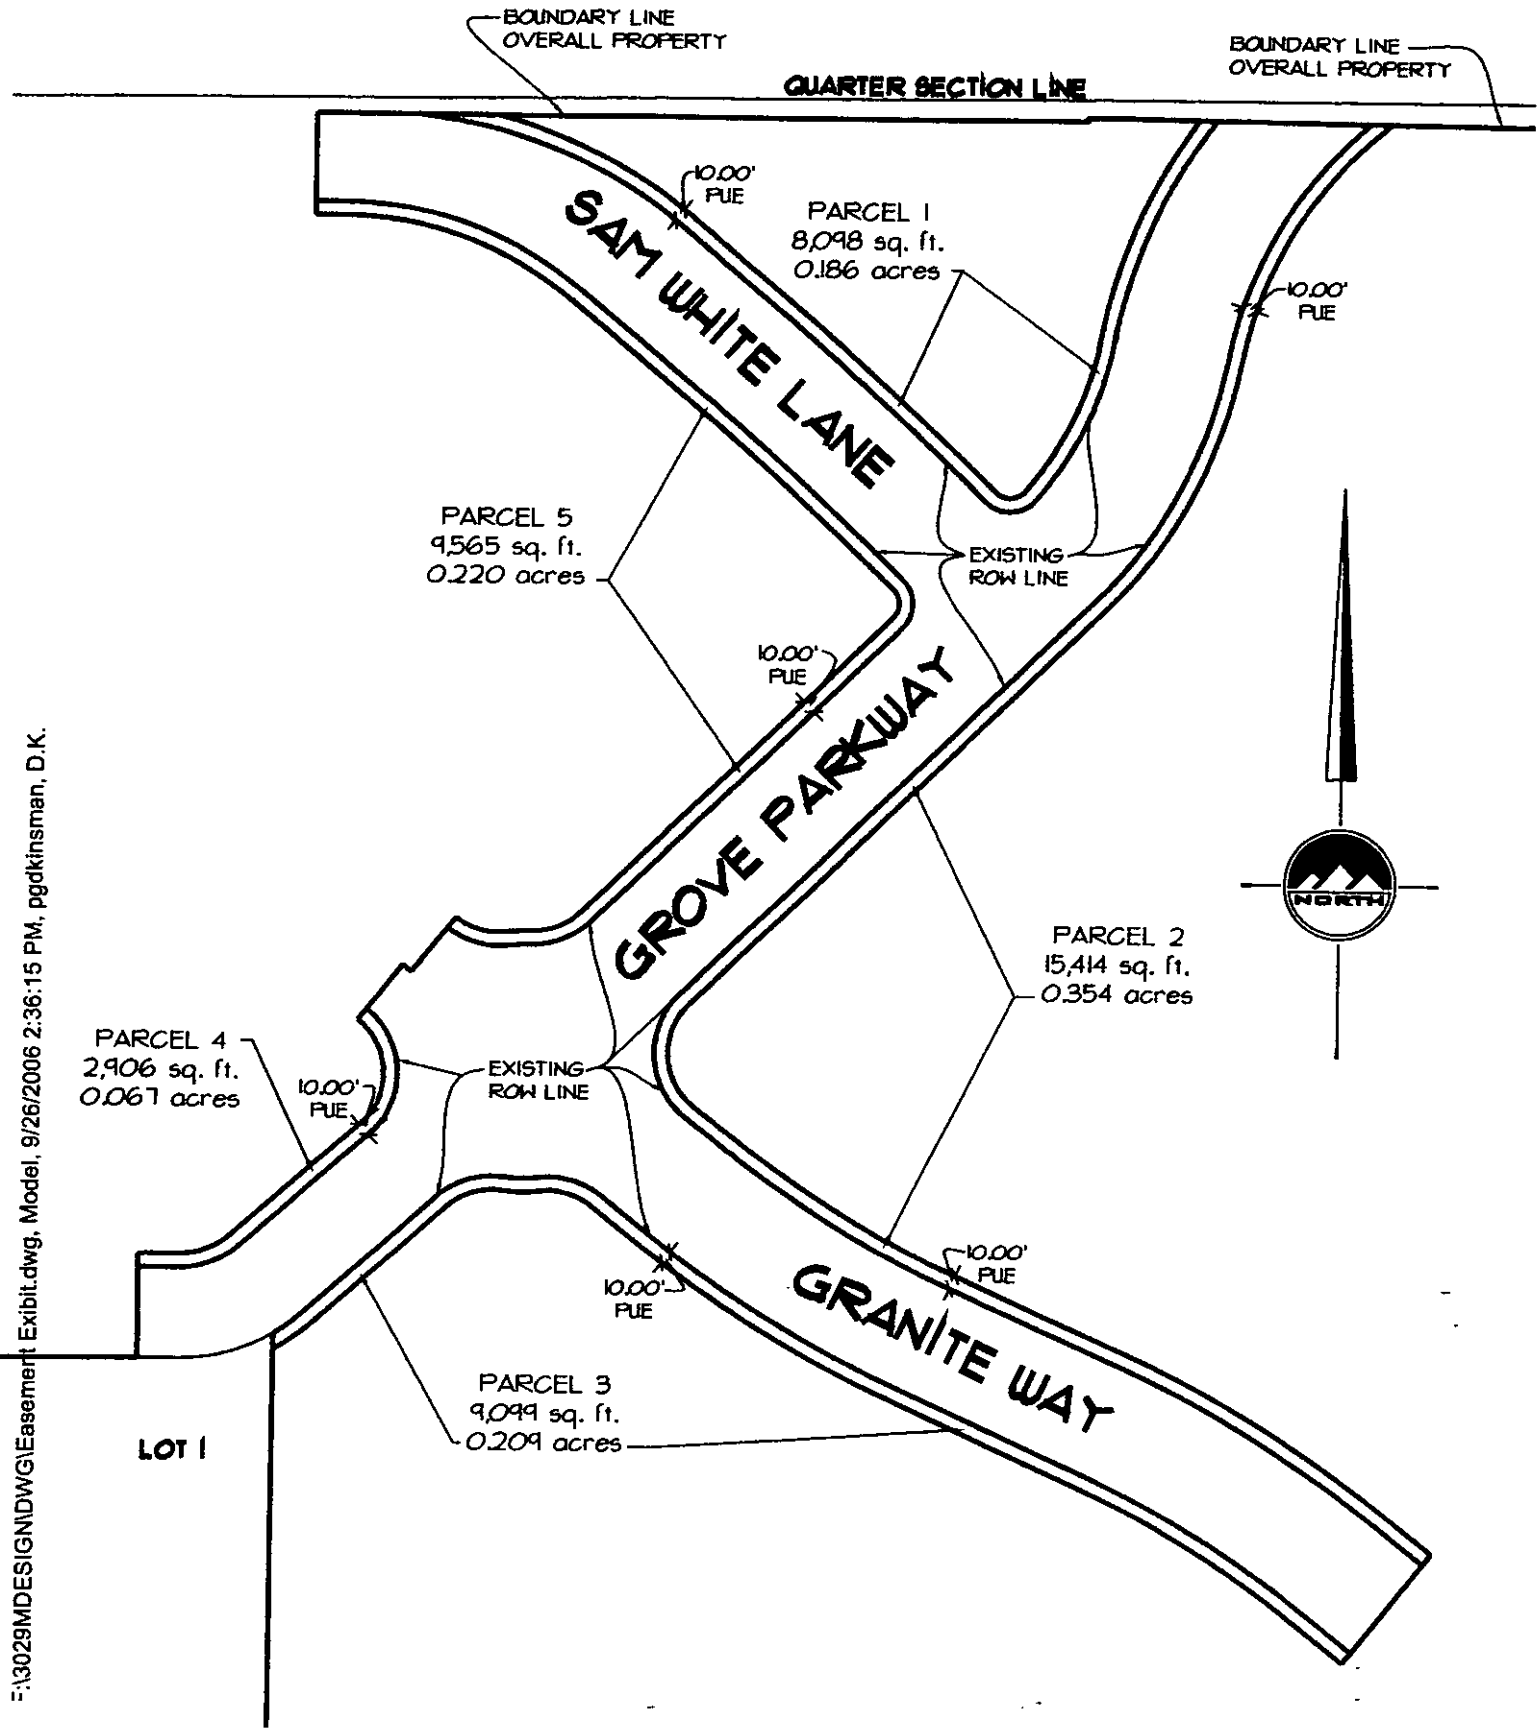 BOUNDARY LINE
OVERALL PROPERTY
BOUNDARY LINE
OVERALL PROPERTY
QUARTER SECTION LINE
10.00'
PUE
SAM WHITE LANE
PARCEL 1
8,098 sq. ft.
0.186 acres
10.00'
PUE
PARCEL 5
9,565 sq. ft.
0.220 acres
EXISTING
ROW LINE
10.00'
PUE
GROVE PARKWAY
NORTH
PARCEL 2
15,414 sq. ft.
0.354 acres
PARCEL 4
2,906 sq. ft.
0.067 acres
10.00'
PUE
EXISTING
ROW LINE
10.00'
PUE
10.00'
PUE
GRANITE WAY
PARCEL 3
9,099 sq. ft.
0.209 acres
LOT 1
F:\3029MDESIGN\DWG\Easement Exibit.dwg, Model, 9/26/2006 2:36:15 PM, pgdkinsman, D.K.